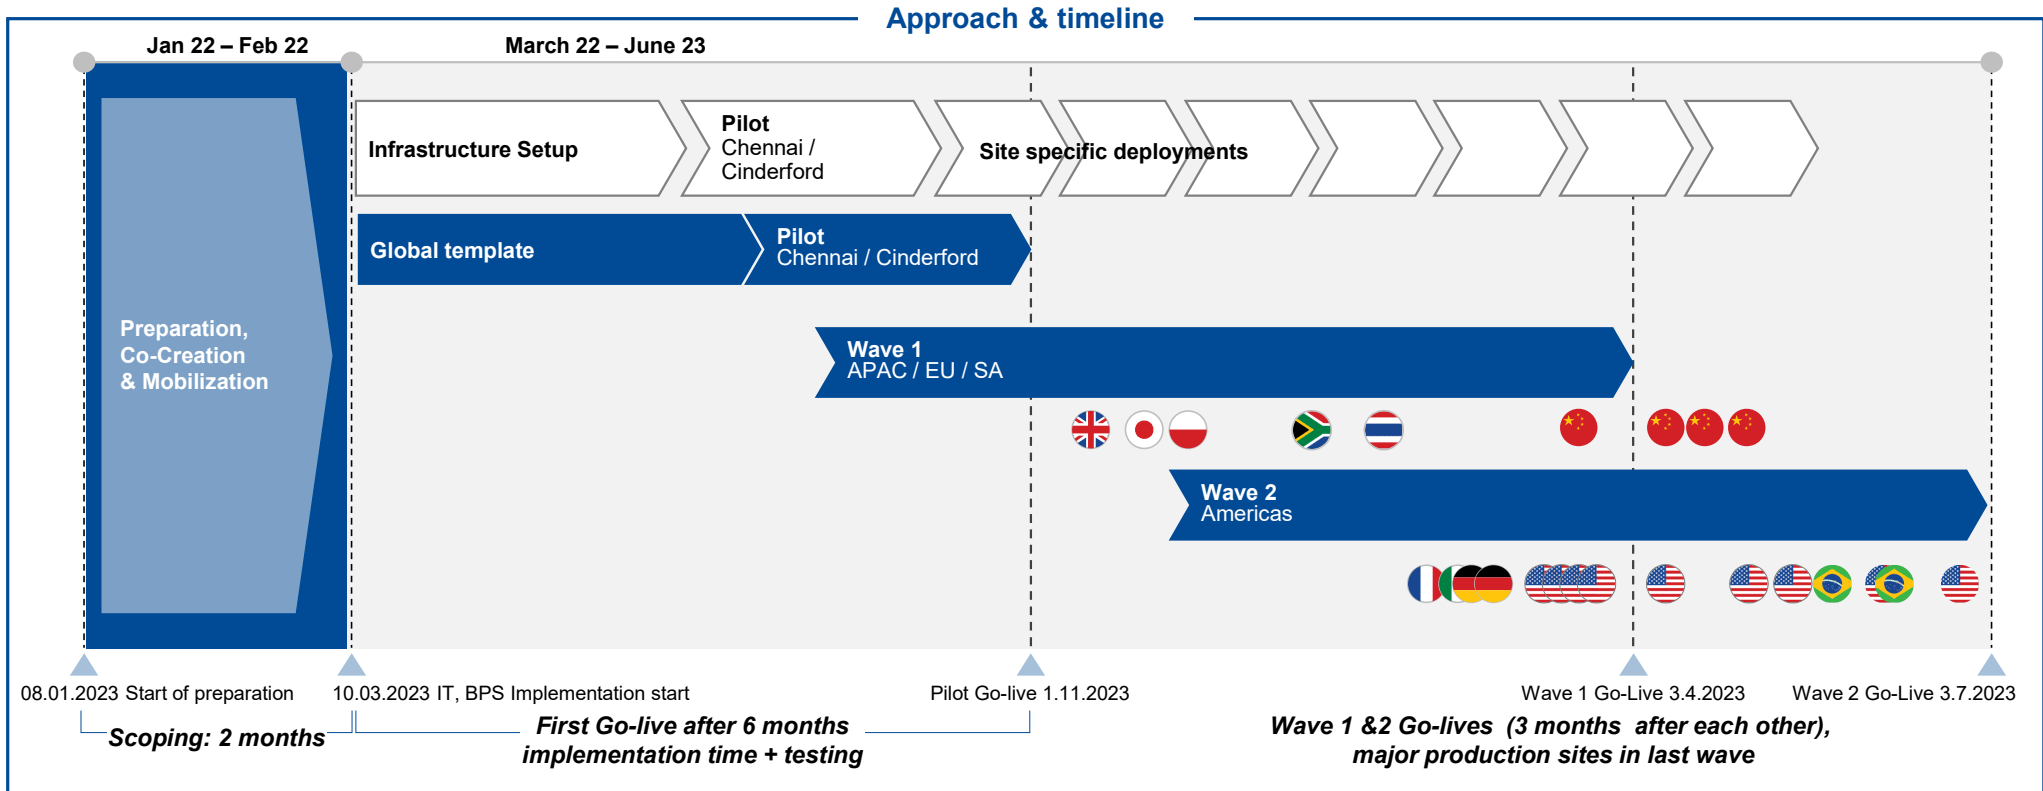 Approach & timeline
Jan 22 – Feb 22
March 22 – June 23
Infrastructure Setup
Pilot
Chennai /
Cinderford
Site specific deployments
Global template
Pilot
Chennai / Cinderford
Preparation,
Co-Creation
& Mobilization
Wave 1
APAC / EU / SA
Wave 2
Americas
08.01.2023 Start of preparation
10.03.2023 IT, BPS Implementation start
Pilot Go-live 1.11.2023
Wave 1 Go-Live 3.4.2023
Wave 2 Go-Live 3.7.2023
Scoping: 2 months
First Go-live after 6 months
implementation time + testing
Wave 1 &2 Go-lives (3 months after each other),
major production sites in last wave